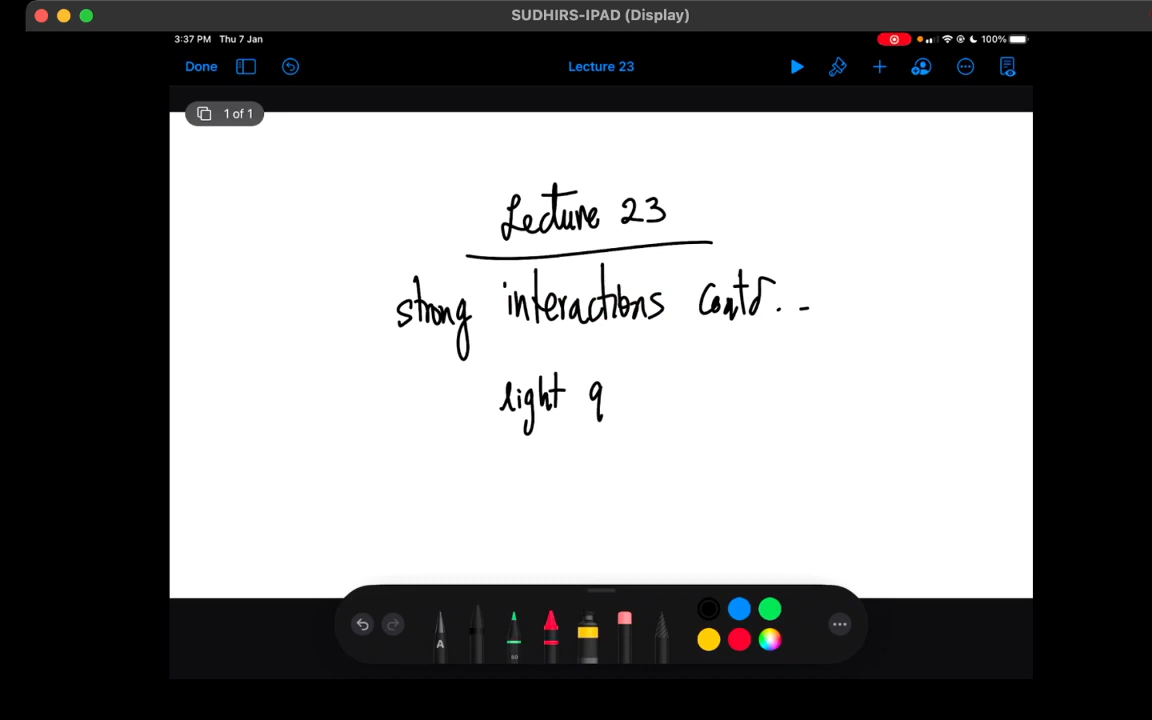 SUDHIRS-IPAD (Display)
3:37 PM Thu 7 Jan
100%
Done
Lecture 23
1 of 1
Lecture 23
strong interactions contd. . -
light q
A
50